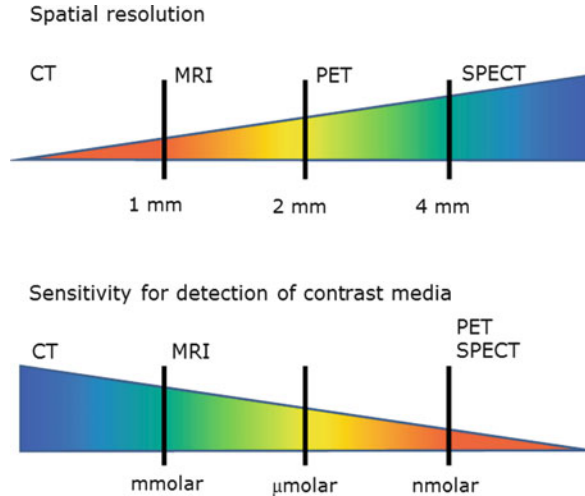 Spatial resolution
CT MRI PET SPECT
1 mm 2 mm 4 mm
Sensitivity for detection of contrast media
PET
CT MRI SPECT
mmolar µmolar nmolar